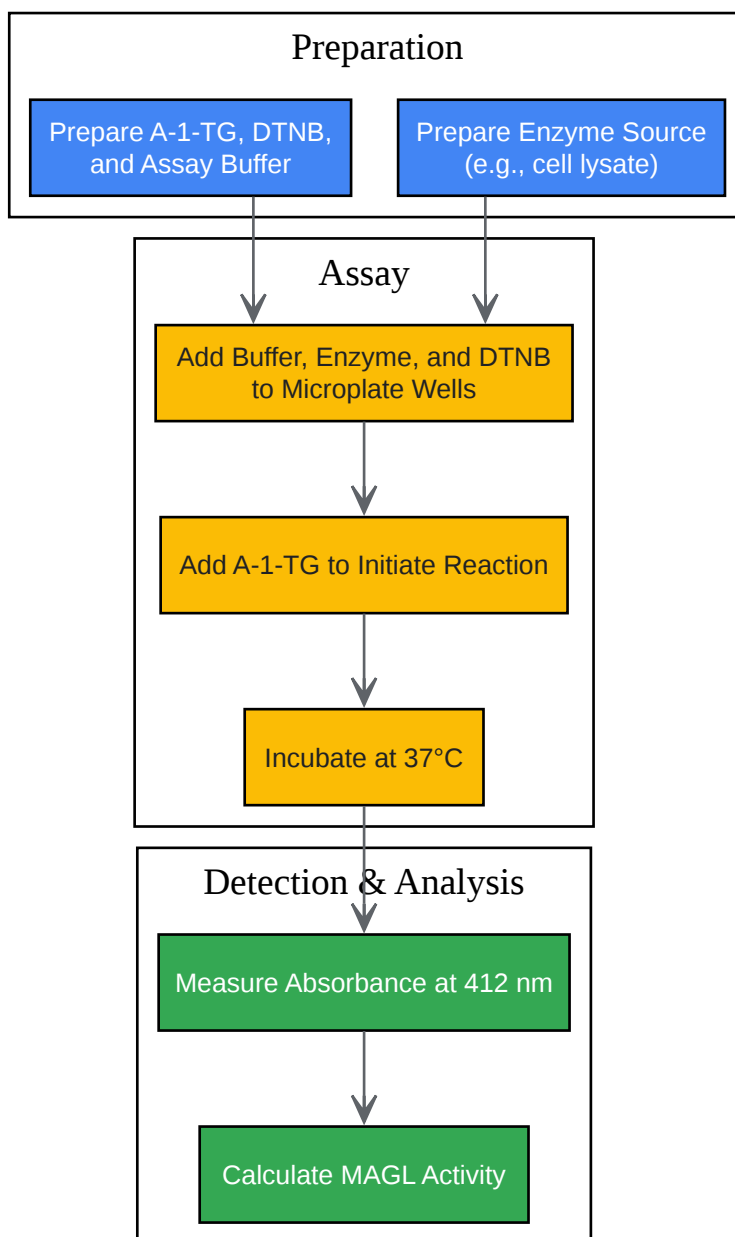 Preparation
Prepare A-1-TG, DTNB,
and Assay Buffer
Prepare Enzyme Source
(e.g., cell lysate)
Assay
Add Buffer, Enzyme, and DTNB
to Microplate Wells
Add A-1-TG to Initiate Reaction
Incubate at 37°C
Detection & Analysis
Measure Absorbance at 412 nm
Calculate MAGL Activity